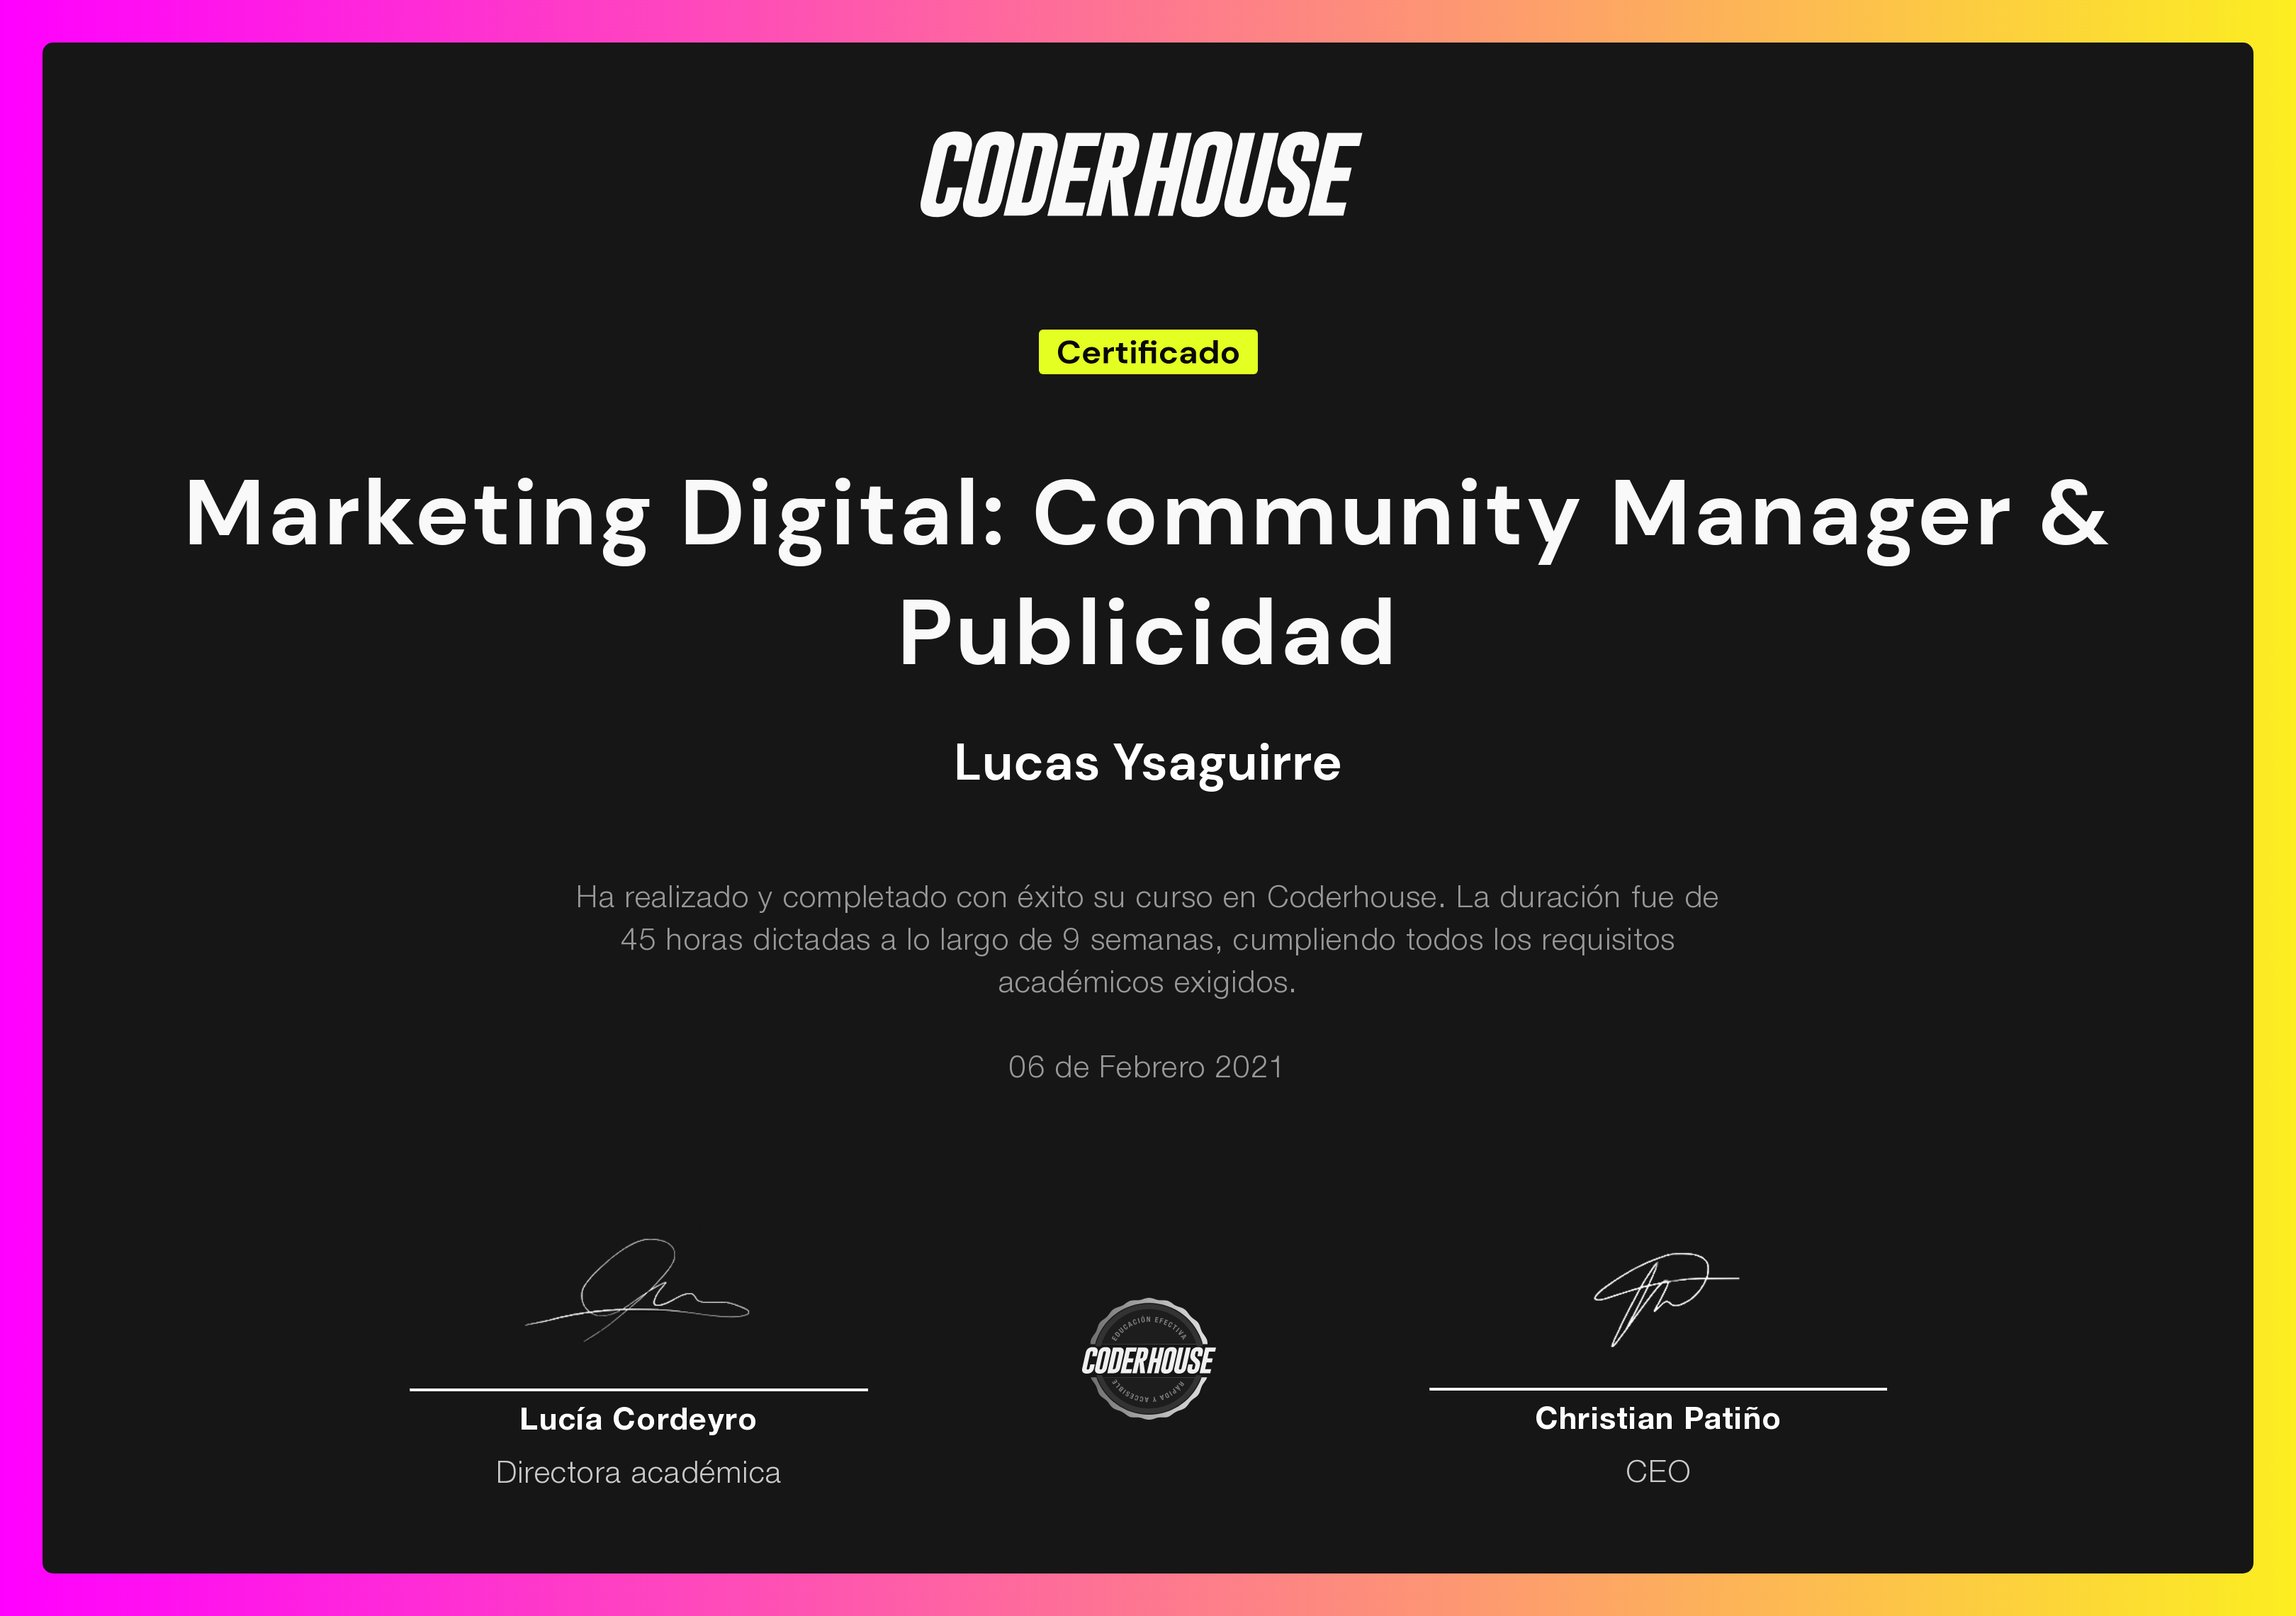 CODERHOUSE
Certificado
Marketing Digital: Community Manager &
Publicidad
Lucas Ysaguirre
Ha realizado y completado con éxito su curso en Coderhouse. La duración fue de
45 horas dictadas a lo largo de 9 semanas, cumpliendo todos los requisitos
académicos exigidos.
06 de Febrero 2021
EDUCACIÓN EFECTIVA
CODERHOUSE
RÁPIDA Y ACCESIBLE
Lucía Cordeyro
Directora académica
Christian Patiño
CEO